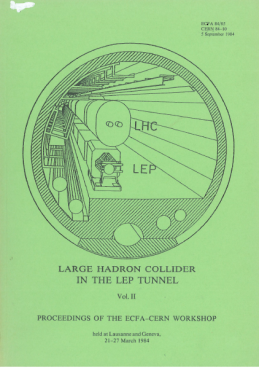 ECFA 84/85
CERN 84-10
5 September 1984
LHC
LEP
LARGE HADRON COLLIDER
IN THE LEP TUNNEL
Vol. II
PROCEEDINGS OF THE ECFA-CERN WORKSHOP
held at Lausanne and Geneva,
21-27 March 1984